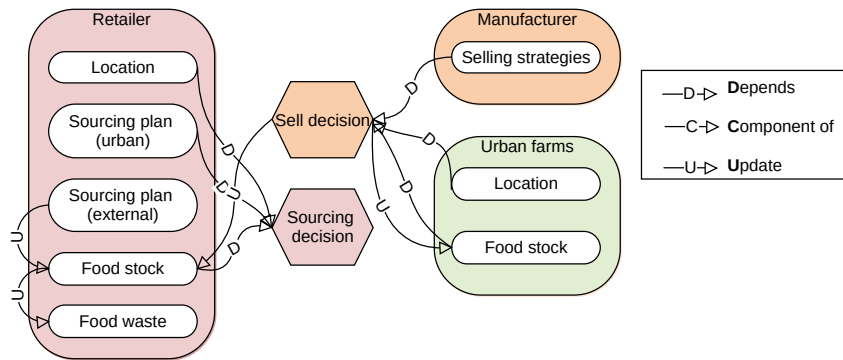 Retailer
Location
Sourcing plan
(urban)
Sourcing plan
(external)
Food stock
Food waste
U
U
D
D
U
D
Sell decision
Sourcing
decision
D
D
D
U
Manufacturer
Selling strategies
Urban farms
Location
Food stock
D Depends
C Component of
U Update